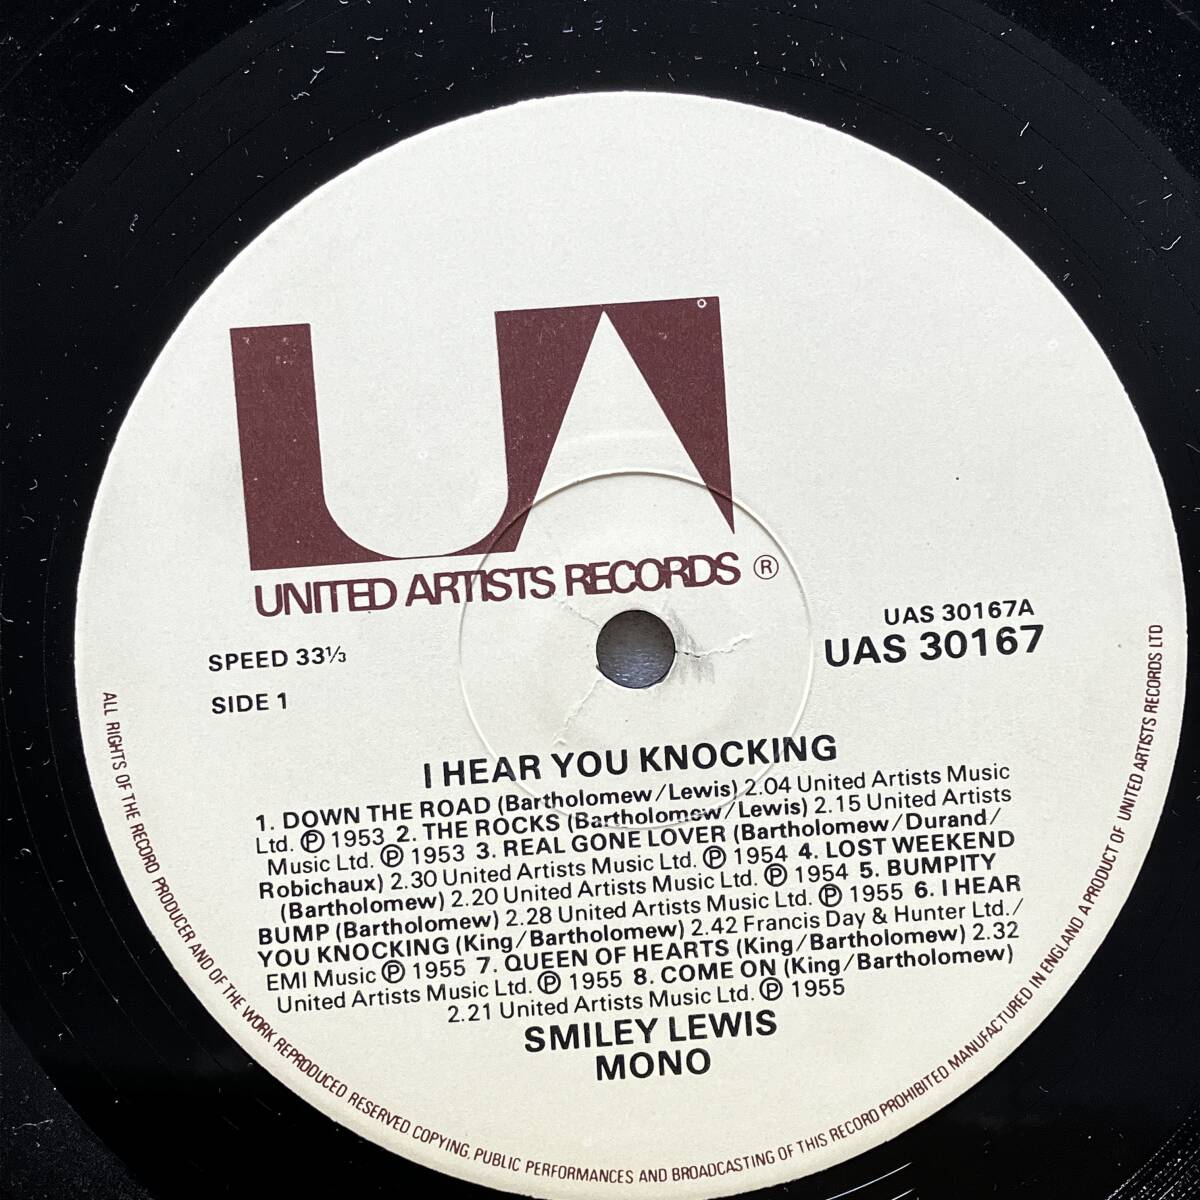 UA
UNITED ARTISTS RECORDS ®
UAS 30167A
SPEED 33⅓
UAS 30167
SIDE 1
I HEAR YOU KNOCKING
1. DOWN THE ROAD (Bartholomew/Lewis) 2.04 United Artists Music
Ltd. ℗ 1953 2. THE ROCKS (Bartholomew/Lewis) 2.15 United Artists
Music Ltd. ℗ 1953 3. REAL GONE LOVER (Bartholomew/Durand/
Robichaux) 2.30 United Artists Music Ltd. ℗ 1954 4. LOST WEEKEND
(Bartholomew) 2.20 United Artists Music Ltd. ℗ 1954 5. BUMPITY
BUMP (Bartholomew) 2.28 United Artists Music Ltd. ℗ 1955 6. I HEAR
YOU KNOCKING (King/Bartholomew) 2.42 Francis Day & Hunter Ltd./
EMI Music ℗ 1955 7. QUEEN OF HEARTS (King/Bartholomew) 2.32
United Artists Music Ltd. ℗ 1955 8. COME ON (King/Bartholomew)
2.21 United Artists Music Ltd. ℗ 1955
SMILEY LEWIS
MONO
ALL RIGHTS OF THE RECORD PRODUCER AND OF THE WORK REPRODUCED RESERVED COPYING, PUBLIC PERFORMANCES AND BROADCASTING OF THIS RECORD PROHIBITED MANUFACTURED IN ENGLAND A PRODUCT OF UNITED ARTISTS RECORDS LTD